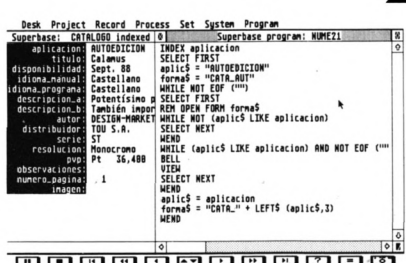 Desk Project Record Process Set System Program
Superbase: CATALOGO indexed
Superbase program: NUME21
aplicacion: AUTOEDICION
titulo: Calamus
disponibilidad: Sept. 88
idioma_manual: Castellano
idioma_programa: Castellano
descripcion_a: Potentísimo p
descripcion_b: También impor
autor: DESIGN-MARKET
distribuidor: TOU S.A.
serie: ST
resolucion: Monocromo
pvp: Pt 36,400
observaciones:
numero_pagina: 1
imagen:
INDEX aplicacion
SELECT FIRST
aplic$ = "AUTOEDICION"
forma$ = "CATA_AUT"
WHILE NOT EOF ("")
SELECT FIRST
REM OPEN FORM forma$
WHILE NOT (aplic$ LIKE aplicacion)
SELECT NEXT
WEND
WHILE (aplic$ LIKE aplicacion) AND NOT EOF (""
BELL
VIEW
SELECT NEXT
WEND
aplic$ = aplicacion
forma$ = "CATA_" + LEFT$ (aplic$,3)
WEND